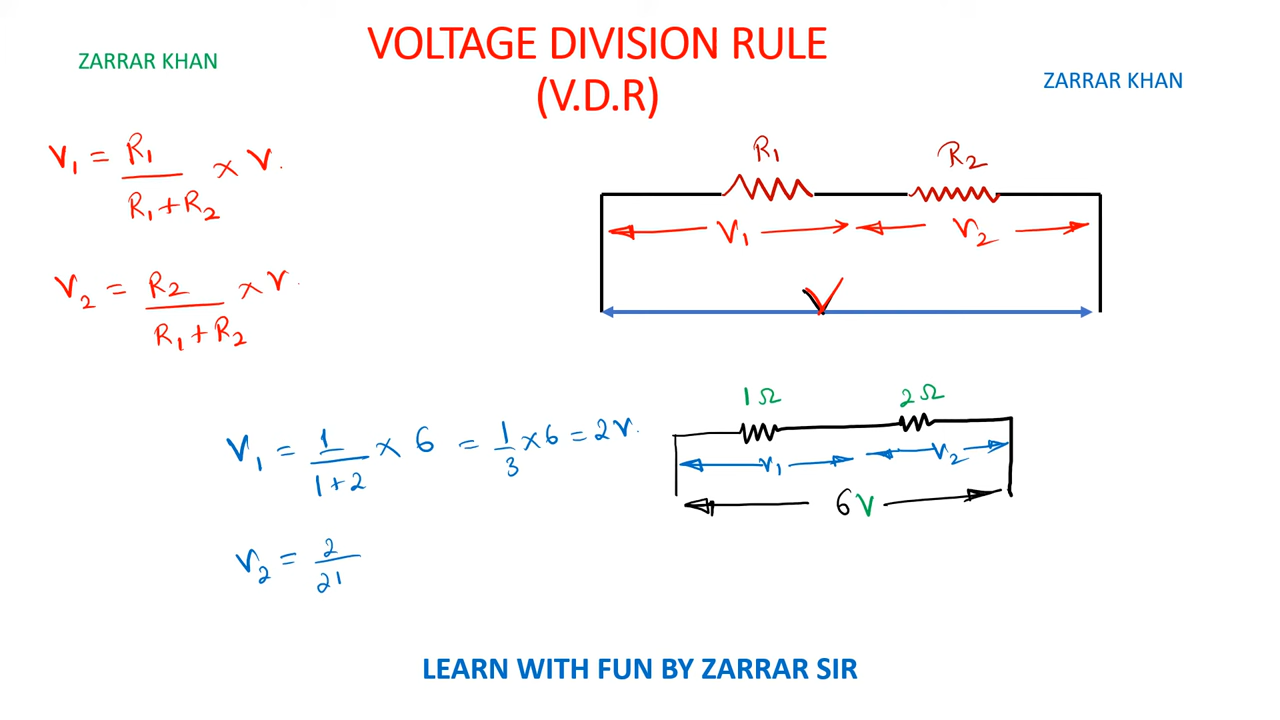 VOLTAGE DIVISION RULE
(V.D.R)
ZARRAR KHAN
ZARRAR KHAN
V₁ = R₁ / R₁ + R₂ × V.
V₂ = R₂ / R₁ + R₂ × V.
R₁ R₂
V₁ V₂
V
1Ω 2Ω
V₁ V₂
6V
V₁ = 1 / 1 + 2 × 6 = 1 / 3 × 6 = 2V.
V₂ = 2 / 21
LEARN WITH FUN BY ZARRAR SIR